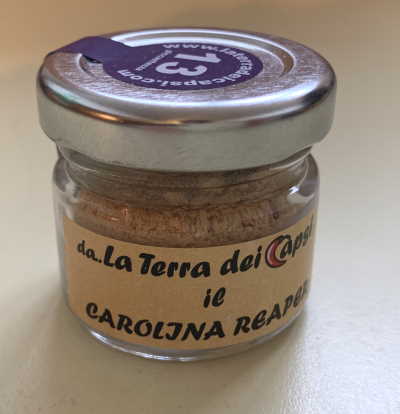 www.laterradeicapsi.com
13
da..La Terra dei Capsi
il
CAROLINA REAPER